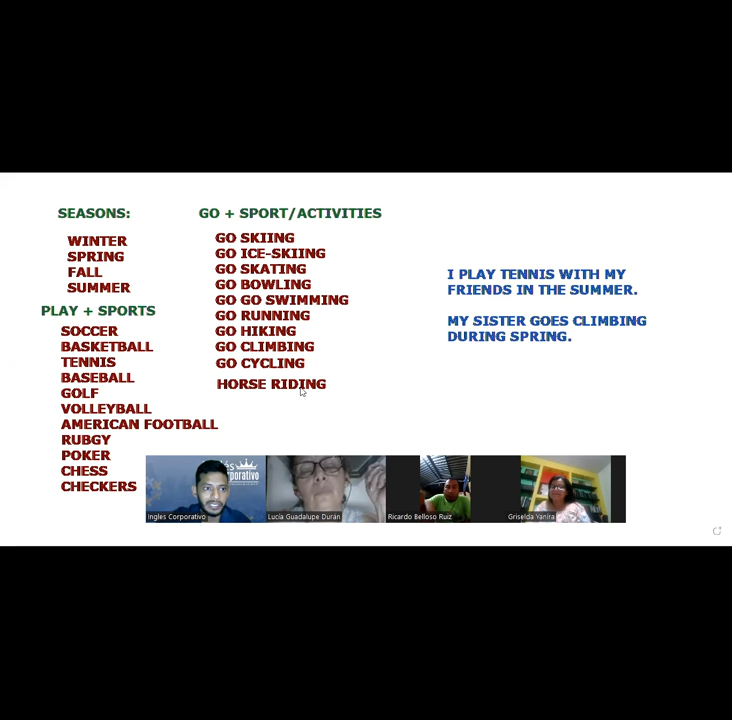 SEASONS:
WINTER
SPRING
FALL
SUMMER
PLAY + SPORTS
SOCCER
BASKETBALL
TENNIS
BASEBALL
GOLF
VOLLEYBALL
AMERICAN FOOTBALL
RUBGY
POKER
CHESS
CHECKERS
GO + SPORT/ACTIVITIES
GO SKIING
GO ICE-SKIING
GO SKATING
GO BOWLING
GO GO SWIMMING
GO RUNNING
GO HIKING
GO CLIMBING
GO CYCLING
HORSE RIDING
I PLAY TENNIS WITH MY
FRIENDS IN THE SUMMER.
MY SISTER GOES CLIMBING
DURING SPRING.
Ingles Corporativo
Lucía Guadalupe Durán
Ricardo Belloso Ruiz
Griselda Yanira